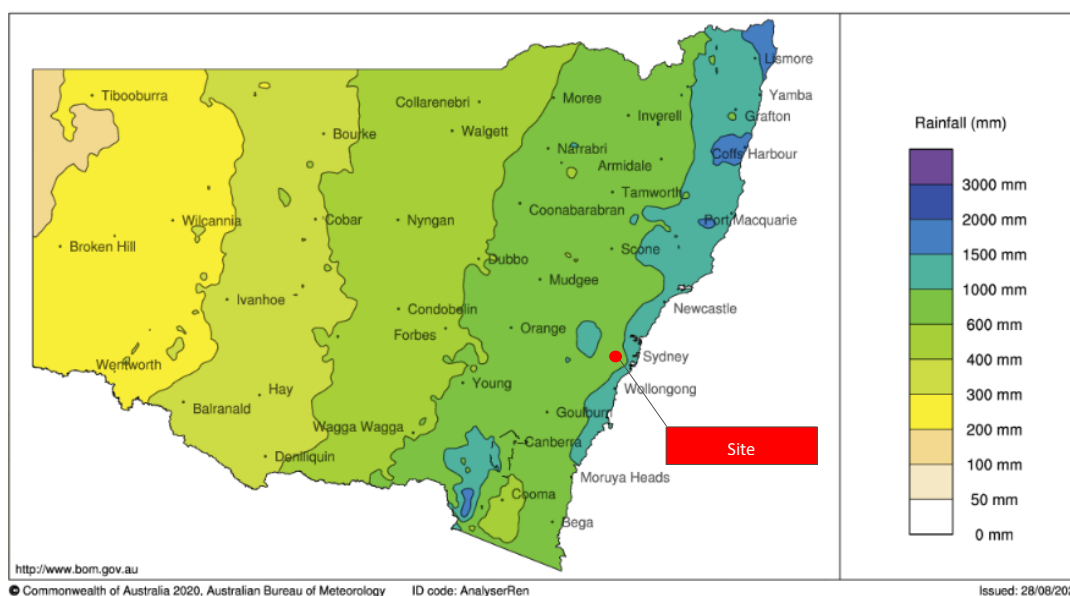 Tibooburra
Collarenebri
Moree
Lismore
Yamba
Inverell
Grafton
Bourke
Walgett
Narrabri
Coffs Harbour
Armidale
Tamworth
Coonabarabran
Wilcannia
Cobar
Nyngan
Port Macquarie
Broken Hill
Scone
Dubbo
Mudgee
Ivanhoe
Condobolin
Newcastle
Forbes
Orange
Sydney
Wentworth
Young
Wollongong
Hay
Balranald
Goulburn
Wagga Wagga
Canberra
Site
Deniliquin
Moruya Heads
Cooma
Bega
Rainfall (mm)
3000 mm
2000 mm
1500 mm
1000 mm
600 mm
400 mm
300 mm
200 mm
100 mm
50 mm
0 mm
http://www.bom.gov.au
© Commonwealth of Australia 2020, Australian Bureau of Meteorology ID code: AnalyserRen Issued: 28/08/202